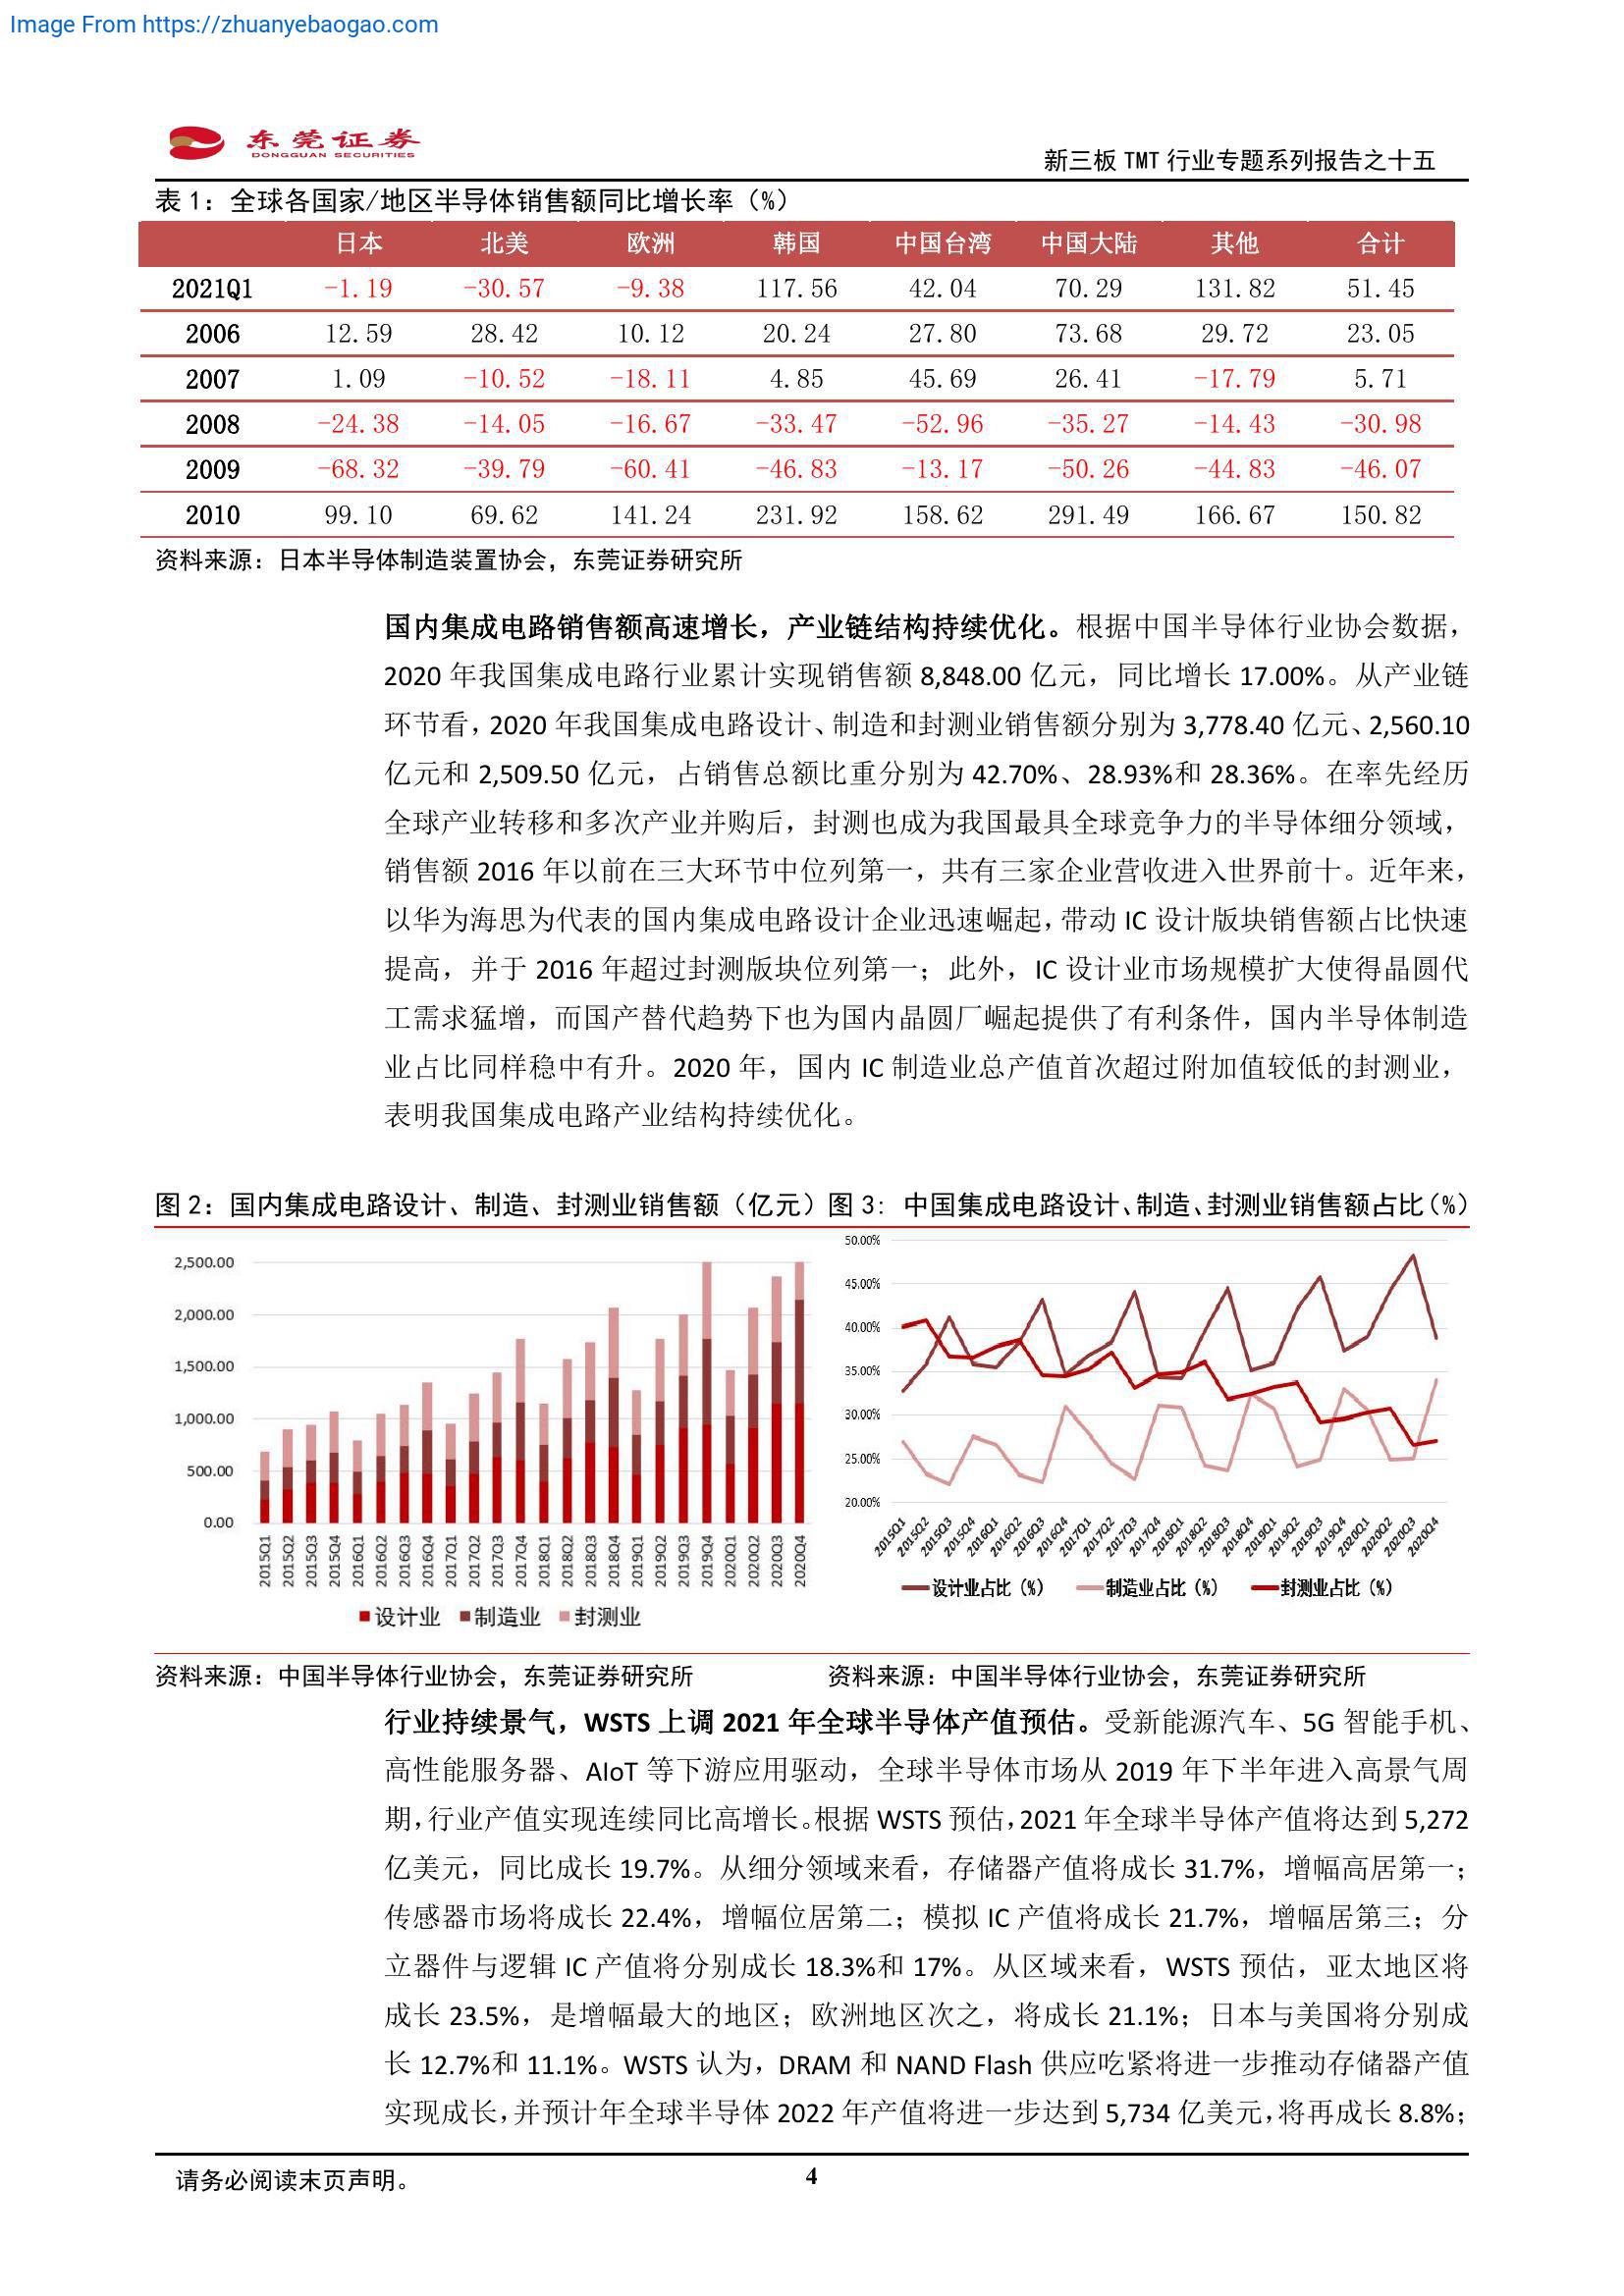 Image From https://zhuanyebaogao.com
东莞证券
DONGGUAN SECURITIES
新三板 TMT 行业专题系列报告之十五
表 1：全球各国家/地区半导体销售额同比增长率（%）
日本 北美 欧洲 韩国 中国台湾 中国大陆 其他 合计
2021Q1 -1.19 -30.57 -9.38 117.56 42.04 70.29 131.82 51.45
2006 12.59 28.42 10.12 20.24 27.80 73.68 29.72 23.05
2007 1.09 -10.52 -18.11 4.85 45.69 26.41 -17.79 5.71
2008 -24.38 -14.05 -16.67 -33.47 -52.96 -35.27 -14.43 -30.98
2009 -68.32 -39.79 -60.41 -46.83 -13.17 -50.26 -44.83 -46.07
2010 99.10 69.62 141.24 231.92 158.62 291.49 166.67 150.82
资料来源：日本半导体制造装置协会，东莞证券研究所
国内集成电路销售额高速增长，产业链结构持续优化。根据中国半导体行业协会数据，
2020 年我国集成电路行业累计实现销售额 8,848.00 亿元，同比增长 17.00%。从产业链
环节看，2020 年我国集成电路设计、制造和封测业销售额分别为 3,778.40 亿元、2,560.10
亿元和 2,509.50 亿元，占销售总额比重分别为 42.70%、28.93%和 28.36%。在率先经历
全球产业转移和多次产业并购后，封测也成为我国最具全球竞争力的半导体细分领域，
销售额 2016 年以前在三大环节中位列第一，共有三家企业营收进入世界前十。近年来，
以华为海思为代表的国内集成电路设计企业迅速崛起，带动 IC 设计版块销售额占比快速
提高，并于 2016 年超过封测版块位列第一；此外，IC 设计业市场规模扩大使得晶圆代
工需求猛增，而国产替代趋势下也为国内晶圆厂崛起提供了有利条件，国内半导体制造
业占比同样稳中有升。2020 年，国内 IC 制造业总产值首次超过附加值较低的封测业，
表明我国集成电路产业结构持续优化。
图 2：国内集成电路设计、制造、封测业销售额（亿元）
2,500.00
2,000.00
1,500.00
1,000.00
500.00
0.00
2015Q1 2015Q2 2015Q3 2015Q4 2016Q1 2016Q2 2016Q3 2016Q4 2017Q1 2017Q2 2017Q3 2017Q4 2018Q1 2018Q2 2018Q3 2018Q4 2019Q1 2019Q2 2019Q3 2019Q4 2020Q1 2020Q2 2020Q3 2020Q4
设计业 制造业 封测业
资料来源：中国半导体行业协会，东莞证券研究所
图 3: 中国集成电路设计、制造、封测业销售额占比(%)
50.00%
45.00%
40.00%
35.00%
30.00%
25.00%
20.00%
2015Q1 2015Q2 2015Q3 2015Q4 2016Q1 2016Q2 2016Q3 2016Q4 2017Q1 2017Q2 2017Q3 2017Q4 2018Q1 2018Q2 2018Q3 2018Q4 2019Q1 2019Q2 2019Q3 2019Q4 2020Q1 2020Q2 2020Q3 2020Q4
设计业占比（%） 制造业占比（%） 封测业占比（%）
资料来源：中国半导体行业协会，东莞证券研究所
行业持续景气，WSTS 上调 2021 年全球半导体产值预估。受新能源汽车、5G 智能手机、
高性能服务器、AIoT 等下游应用驱动，全球半导体市场从 2019 年下半年进入高景气周
期，行业产值实现连续同比高增长。根据 WSTS 预估，2021 年全球半导体产值将达到 5,272
亿美元，同比成长 19.7%。从细分领域来看，存储器产值将成长 31.7%，增幅高居第一；
传感器市场将成长 22.4%，增幅位居第二；模拟 IC 产值将成长 21.7%，增幅居第三；分
立器件与逻辑 IC 产值将分别成长 18.3%和 17%。从区域来看，WSTS 预估，亚太地区将
成长 23.5%，是增幅最大的地区；欧洲地区次之，将成长 21.1%；日本与美国将分别成
长 12.7%和 11.1%。WSTS 认为，DRAM 和 NAND Flash 供应吃紧将进一步推动存储器产值
实现成长，并预计年全球半导体 2022 年产值将进一步达到 5,734 亿美元，将再成长 8.8%；
请务必阅读末页声明。
4